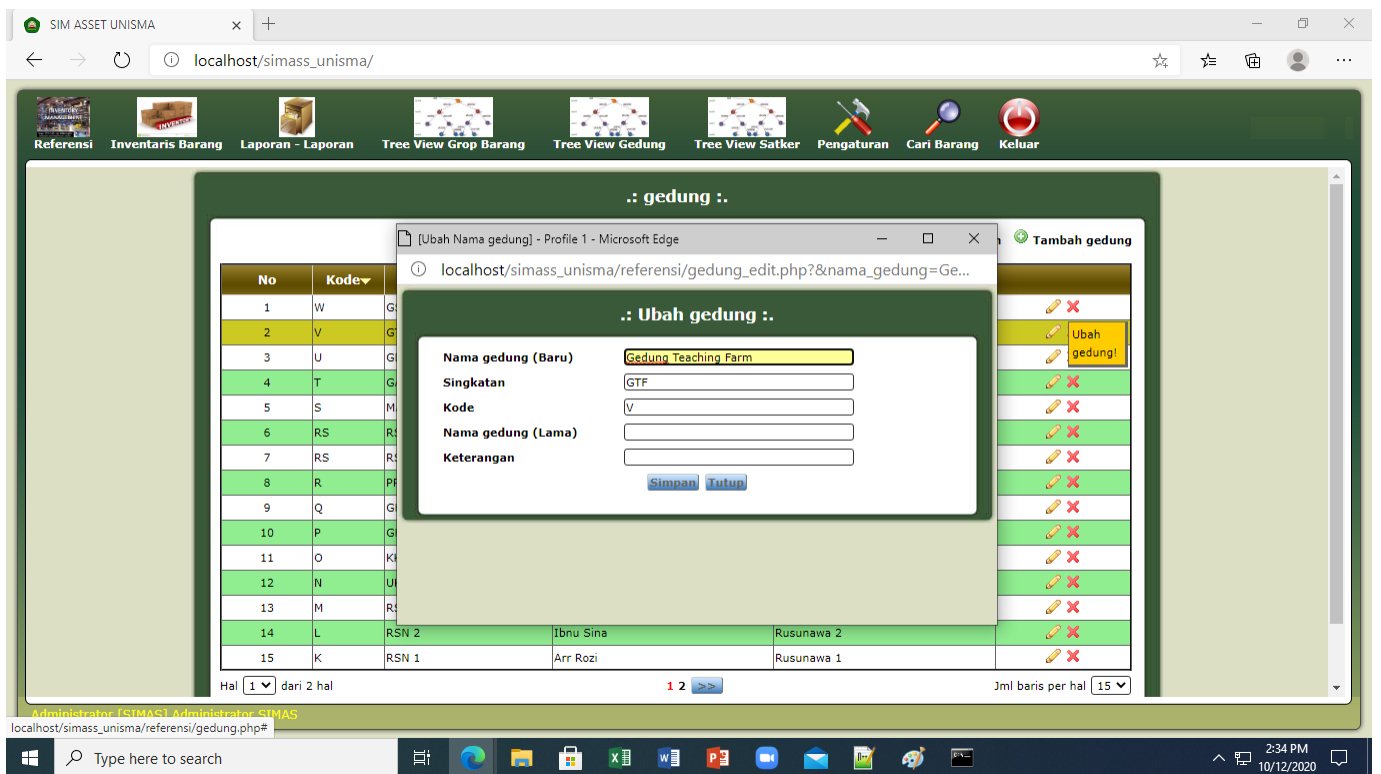 SIM ASSET UNISMA
localhost/simass_unisma/
INVENTORY
MANAGEMENT
INVENTORY
Referensi Inventaris Barang Laporan - Laporan Tree View Grop Barang Tree View Gedung Tree View Satker Pengaturan Cari Barang Keluar
.: gedung :.
Tambah gedung
[Ubah Nama gedung] - Profile 1 - Microsoft Edge
localhost/simass_unisma/referensi/gedung_edit.php?&nama_gedung=Ge...
.: Ubah gedung :.
Nama gedung (Baru) Gedung Teaching Farm
Singkatan GTF
Kode V
Nama gedung (Lama)
Keterangan
Simpan Tutup
No Kode
1 W
2 V
Ubah
gedung!
3 U
4 T
5 S
6 RS
7 RS
8 R
9 Q
10 P
11 O
12 N
13 M
14 L RSN 2 Ibnu Sina Rusunawa 2
15 K RSN 1 Arr Rozi Rusunawa 1
Hal 1 dari 2 hal 1 2 >> Jml baris per hal 15
Administrator [SIMAS] Administrator SIMAS
localhost/simass_unisma/referensi/gedung.php#
Type here to search
2:34 PM
10/12/2020